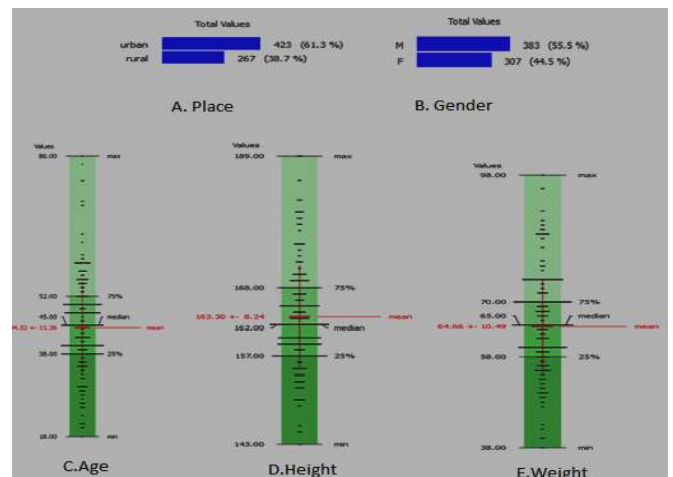 Total Values
urban 423 (61.3 %)
rural 267 (38.7 %)
A. Place
Total Values
M 383 (55.5 %)
F 307 (44.5 %)
B. Gender
Values
max
75%
52.00
45.00 median
mean
38.00 25%
18.00 min
C.Age
Values
189.00 max
168.00 75%
163.30 +- 8.24 mean
162.00 median
157.00 25%
143.00 min
D.Height
Values
98.00 max
70.00 75%
65.00 median
64.66 +- 10.49 mean
58.00 25%
38.00 min
E.Weight